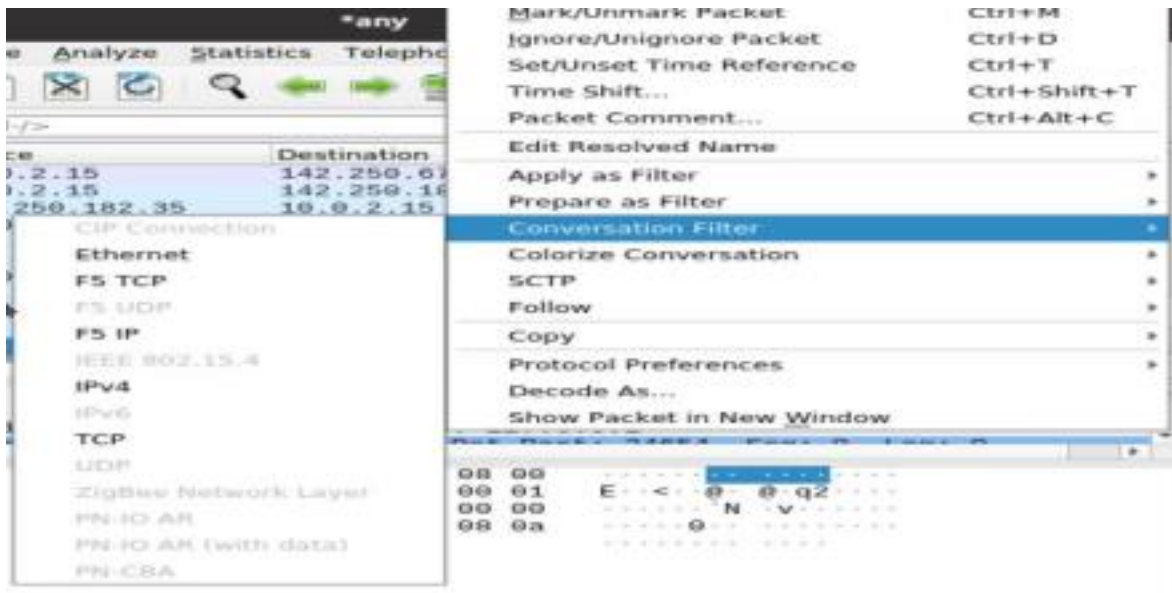 *any
Analyze Statistics Telepho
-/>
ce Destination
.2.15 142.250.67
.2.15 142.250.18
250.182.35 10.0.2.15
Mark/Unmark Packet Ctrl+M
Ignore/Unignore Packet Ctrl+D
Set/Unset Time Reference Ctrl+T
Time Shift... Ctrl+Shift+T
Packet Comment... Ctrl+Alt+C
Edit Resolved Name
Apply as Filter
Prepare as Filter
Conversation Filter
Colorize Conversation
SCTP
Follow
Copy
Protocol Preferences
Decode As...
Show Packet in New Window
CIP Connection
Ethernet
F5 TCP
F5 UDP
F5 IP
IEEE 802.15.4
IPv4
IPv6
TCP
UDP
ZigBee Network Layer
PN-IO AR
PN-IO AR (with data)
PN-CBA
08 00
00 01 E··<··@· @·q2····
00 00 N v
08 0a